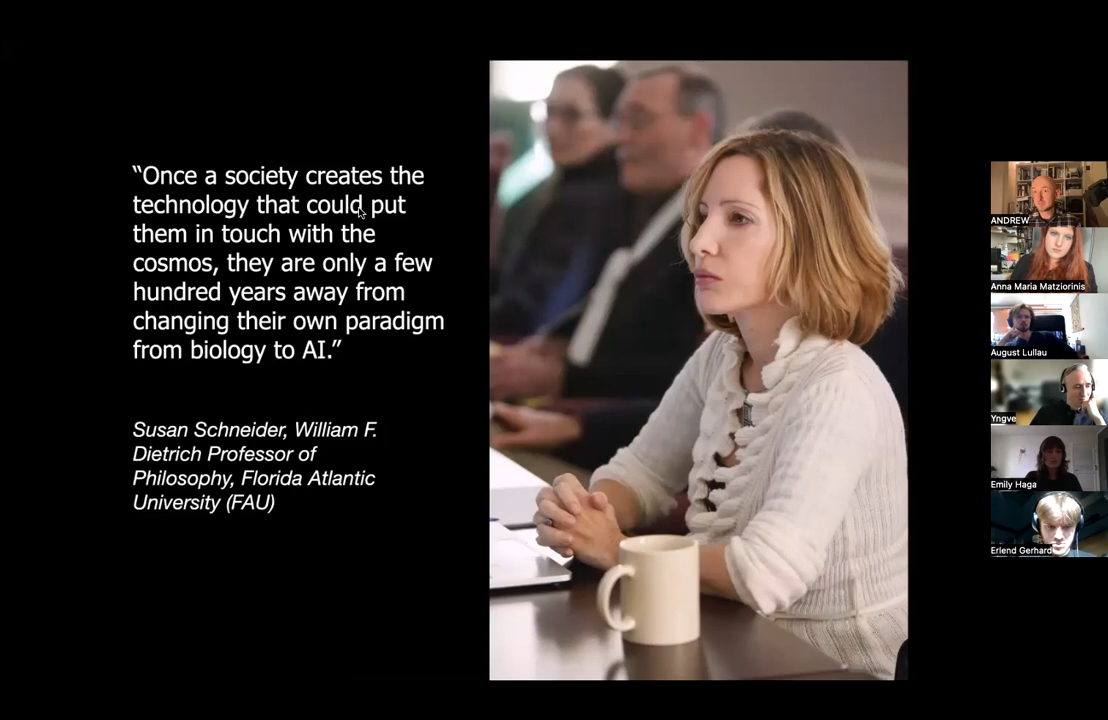 “Once a society creates the
technology that could put
them in touch with the
cosmos, they are only a few
hundred years away from
changing their own paradigm
from biology to AI.”
Susan Schneider, William F.
Dietrich Professor of
Philosophy, Florida Atlantic
University (FAU)
ANDREW
Anna Maria Matziorinis
August Lullau
Yngve
Emily Haga
Erlend Gerhard